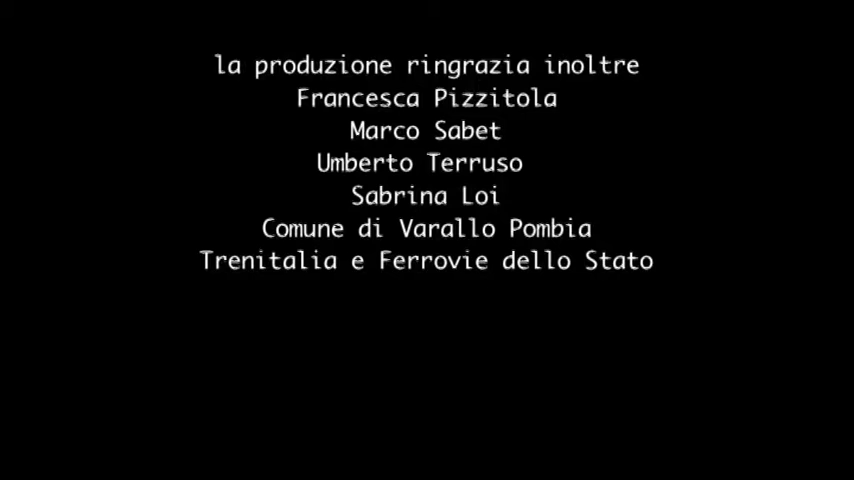 la produzione ringrazia inoltre
Francesca Pizzitola
Marco Sabet
Umberto Terruso
Sabrina Loi
Comune di Varallo Pombia
Trenitalia e Ferrovie dello Stato